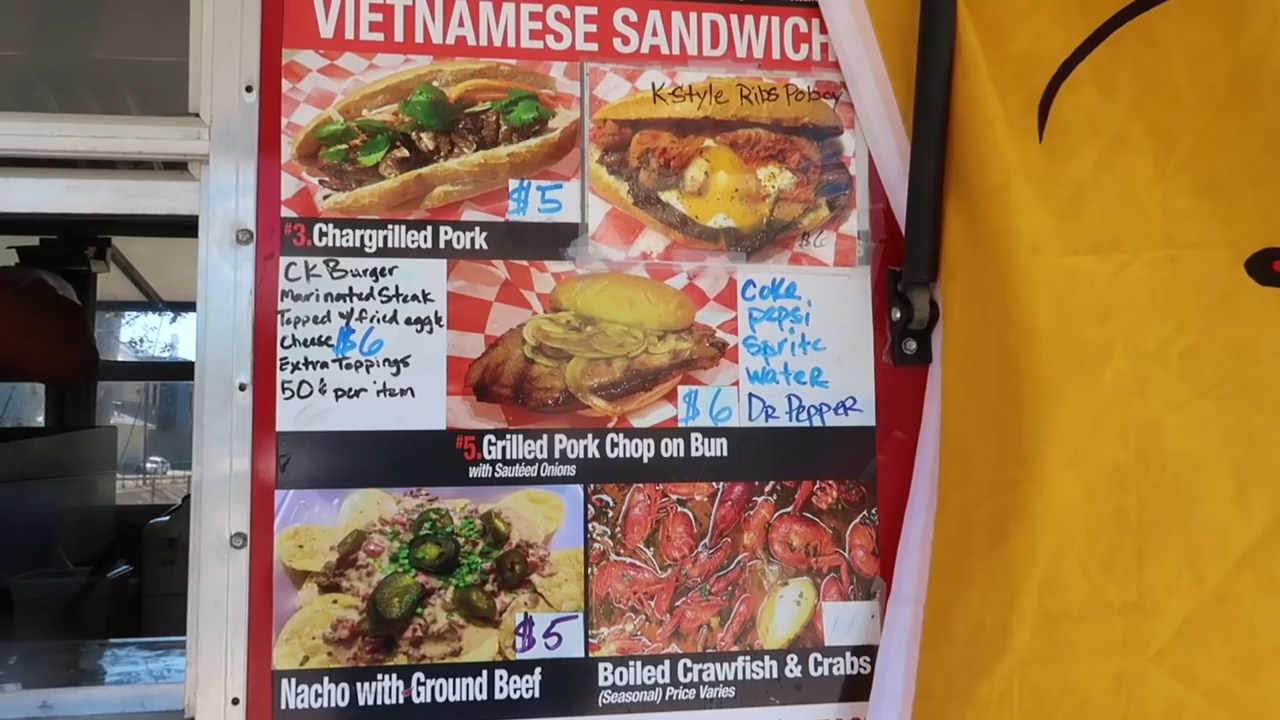 VIETNAMESE SANDWICH
K-Style Ribs Poboy
$5
$6
#3. Chargrilled Pork
CK Burger
Marinated Steak
Topped w/ fried eggs
Cheese $6
Extra Toppings
50¢ per item
Coke
pepsi
Sprite
water
DR Pepper
$6
#5. Grilled Pork Chop on Bun
with Sautéed Onions
$5
Nacho with Ground Beef
Boiled Crawfish & Crabs
(Seasonal) Price Varies